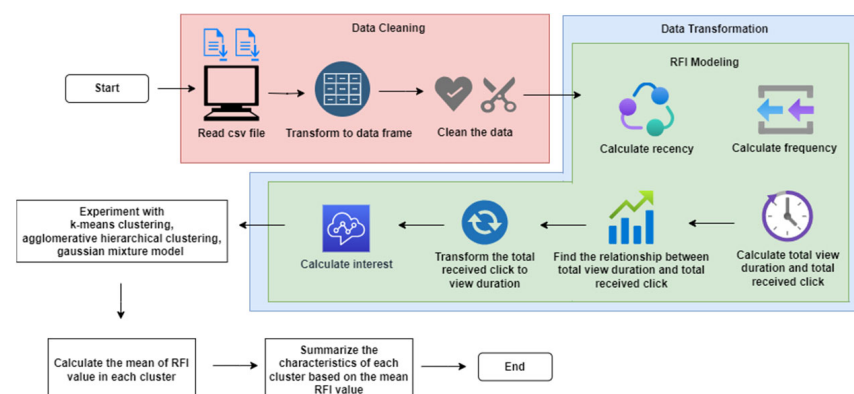 Data Cleaning
Data Transformation
RFI Modeling
Start
Read csv file
Transform to data frame
Clean the data
Calculate recency
Calculate frequency
Calculate total view
duration and total
received click
Find the relationship between
total view duration and total
received click
Transform the total
received click to
view duration
Calculate interest
Experiment with
k-means clustering,
agglomerative hierarchical clustering,
gaussian mixture model
Calculate the mean of RFI
value in each cluster
Summarize the
characteristics of each
cluster based on the mean
RFI value
End